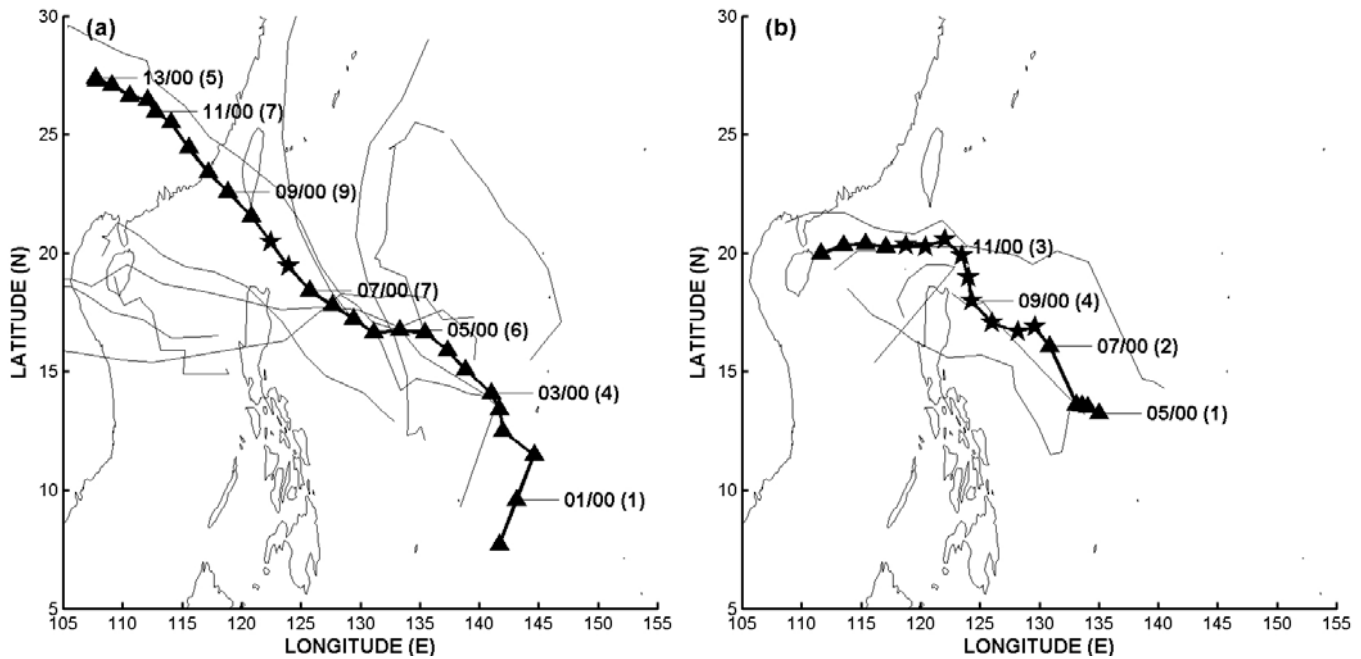 (a)
30
13/00 (5)
11/00 (7)
25
09/00 (9)
20
07/00 (7)
05/00 (6)
15
03/00 (4)
10
01/00 (1)
5
105 110 115 120 125 130 135 140 145 150 155
LATITUDE (N)
LONGITUDE (E)
(b)
30
25
20
11/00 (3)
09/00 (4)
07/00 (2)
15
05/00 (1)
10
5
105 110 115 120 125 130 135 140 145 150 155
LATITUDE (N)
LONGITUDE (E)